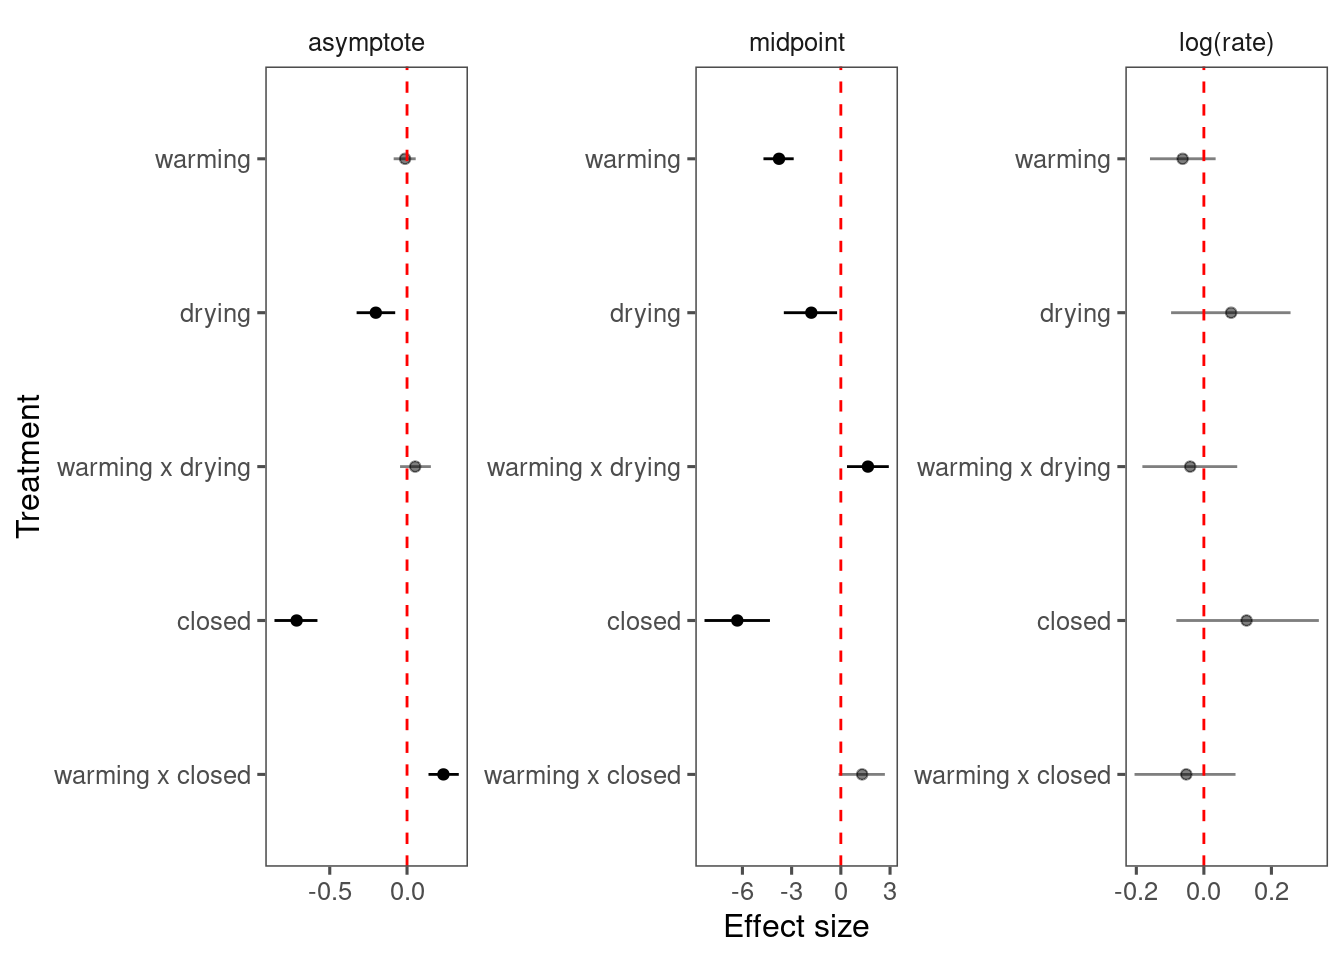 asymptote midpoint log(rate)
warming warming warming
drying drying drying
Treatment
warming x drying warming x drying warming x drying
closed closed closed
warming x closed warming x closed warming x closed
-0.5 0.0 -6 -3 0 3 -0.2 0.0 0.2
Effect size